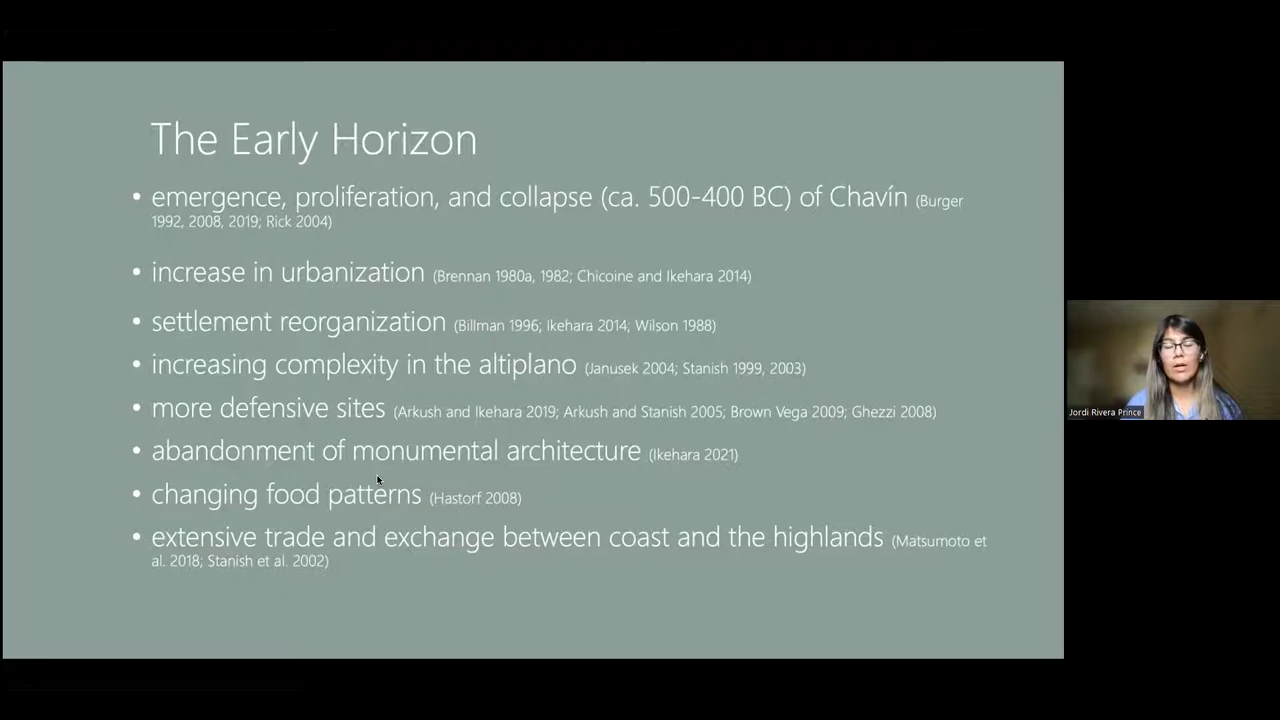 The Early Horizon
• emergence, proliferation, and collapse (ca. 500-400 BC) of Chavín (Burger
1992, 2008, 2019; Rick 2004)
• increase in urbanization (Brennan 1980a, 1982; Chicoine and Ikehara 2014)
• settlement reorganization (Billman 1996; Ikehara 2014; Wilson 1988)
• increasing complexity in the altiplano (Janusek 2004; Stanish 1999, 2003)
• more defensive sites (Arkush and Ikehara 2019; Arkush and Stanish 2005; Brown Vega 2009; Ghezzi 2008)
• abandonment of monumental architecture (Ikehara 2021)
• changing food patterns (Hastorf 2008)
• extensive trade and exchange between coast and the highlands (Matsumoto et
al. 2018; Stanish et al. 2002)
Jordi Rivera Prince